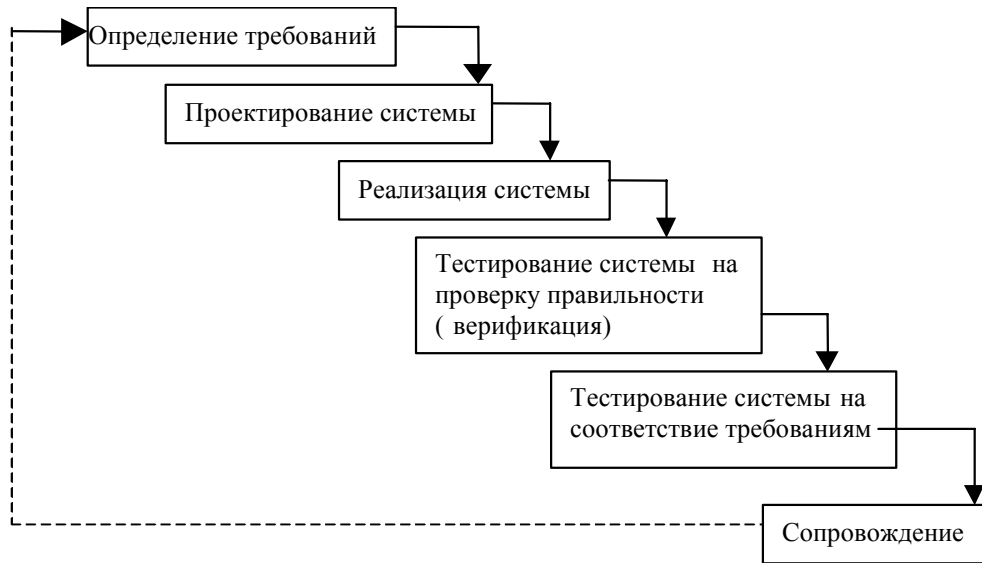 Определение требований
Проектирование системы
Реализация системы
Тестирование системы на
проверку правильности
( верификация)
Тестирование системы на
соответствие требованиям
Сопровождение